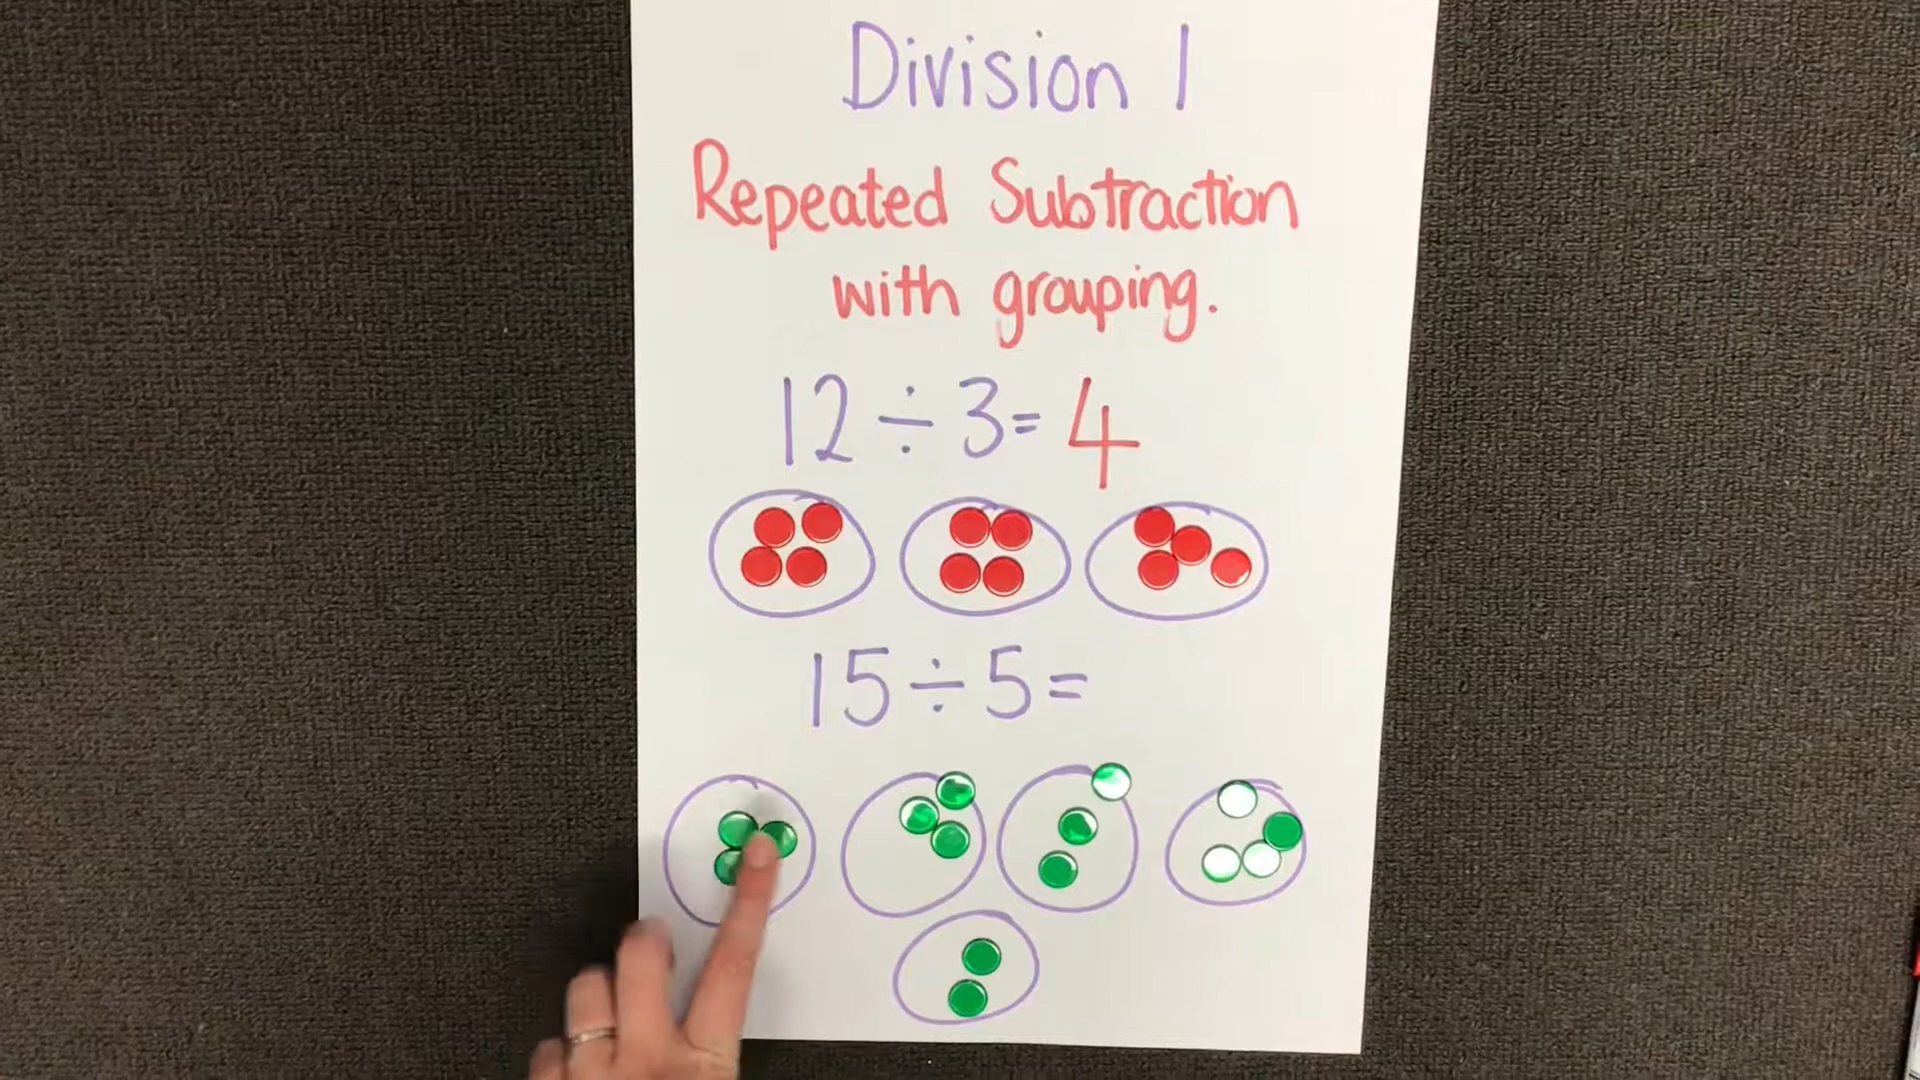 Division 1
Repeated Subtraction
with grouping.
12 ÷ 3 = 4
15 ÷ 5 =